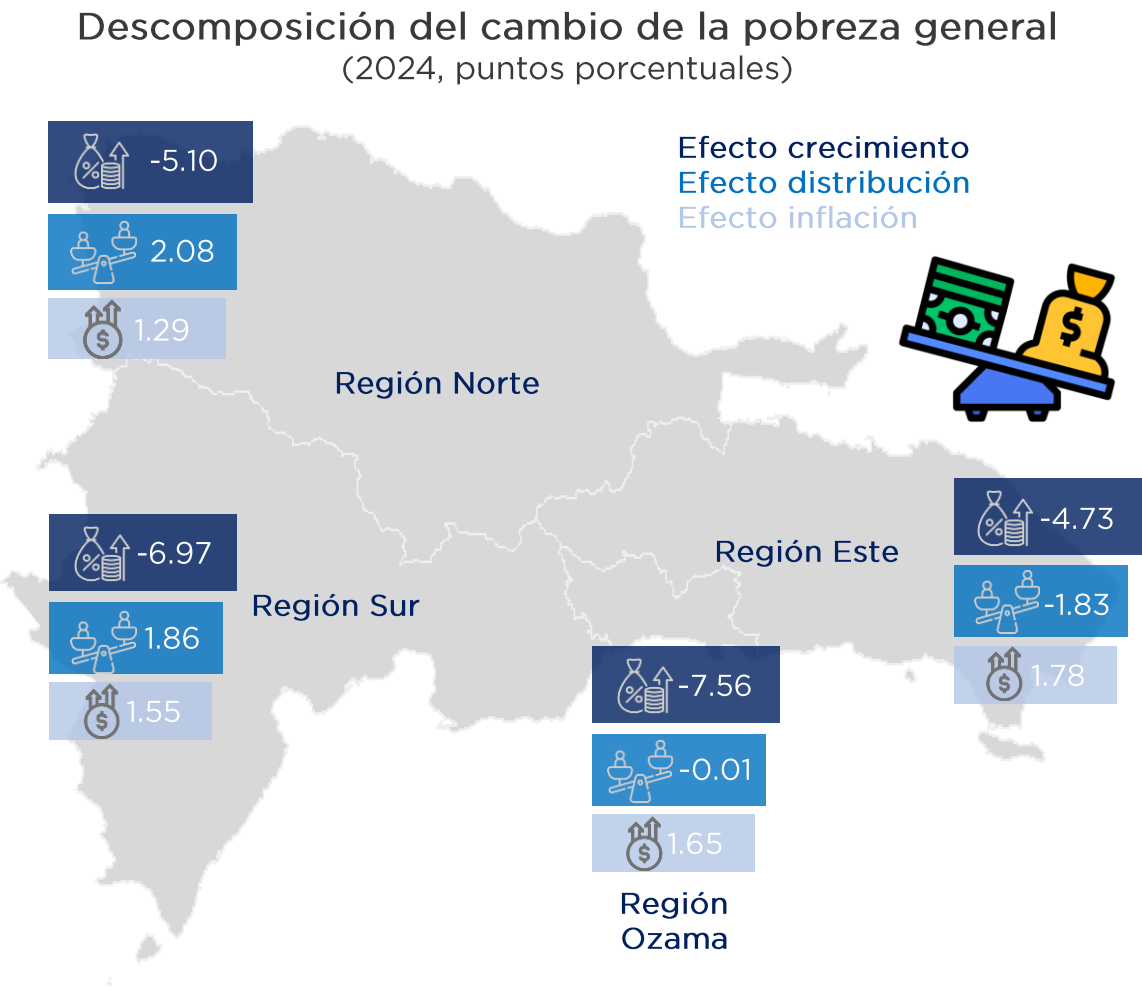 Descomposición del cambio de la pobreza general
(2024, puntos porcentuales)
Efecto crecimiento
Efecto distribución
Efecto inflación
% -5.10
2.08
$ 1.29
Región Norte
$
% -6.97
1.86
$ 1.55
Región Sur
Región Este
% -4.73
-1.83
$ 1.78
% -7.56
-0.01
$ 1.65
Región
Ozama